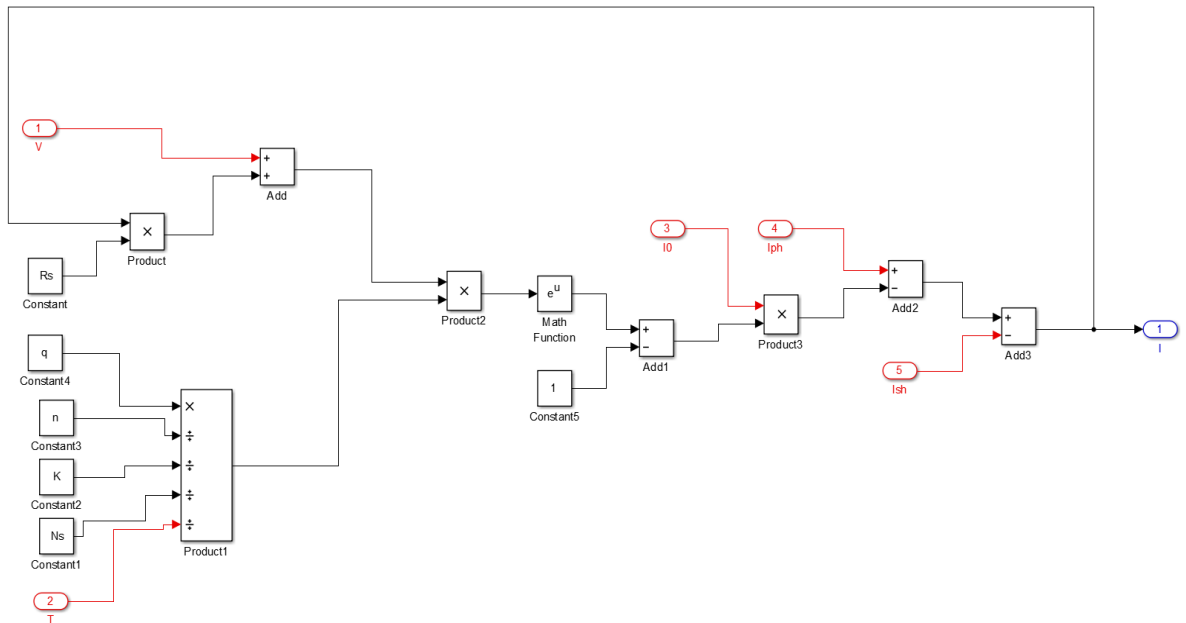 1
V
+
+
Add
×
Product
Rs
Constant
3
I0
4
Iph
×
Product2
e^u
Math
Function
+
−
Add2
×
Product3
+
−
Add1
+
−
Add3
1
I
q
Constant4
5
Ish
1
Constant5
n
Constant3
K
Constant2
Ns
Constant1
×
÷
÷
÷
÷
Product1
2
T